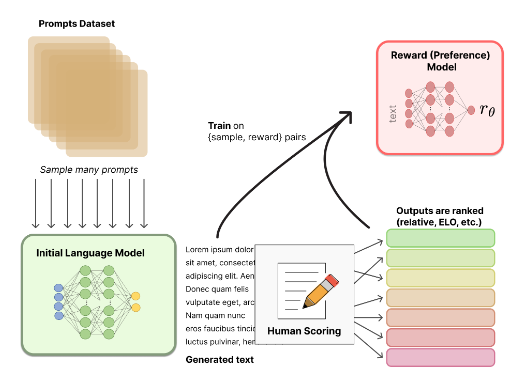 Prompts Dataset
Sample many prompts
Initial Language Model
Train on
{sample, reward} pairs
Reward (Preference)
Model
text
rθ
Lorem ipsum dolor
sit amet, consectet
adipiscing elit. Aen
Donec quam felis
vulputate eget, arc
Nam quam nunc
eros faucibus tincid
luctus pulvinar, her
Generated text
Human Scoring
Outputs are ranked
(relative, ELO, etc.)